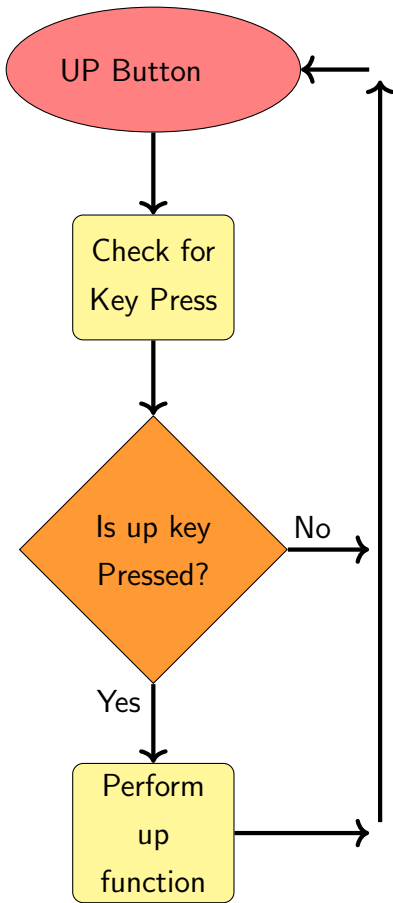 UP Button
Check for
Key Press
Is up key
Pressed?
No
Yes
Perform
up
function